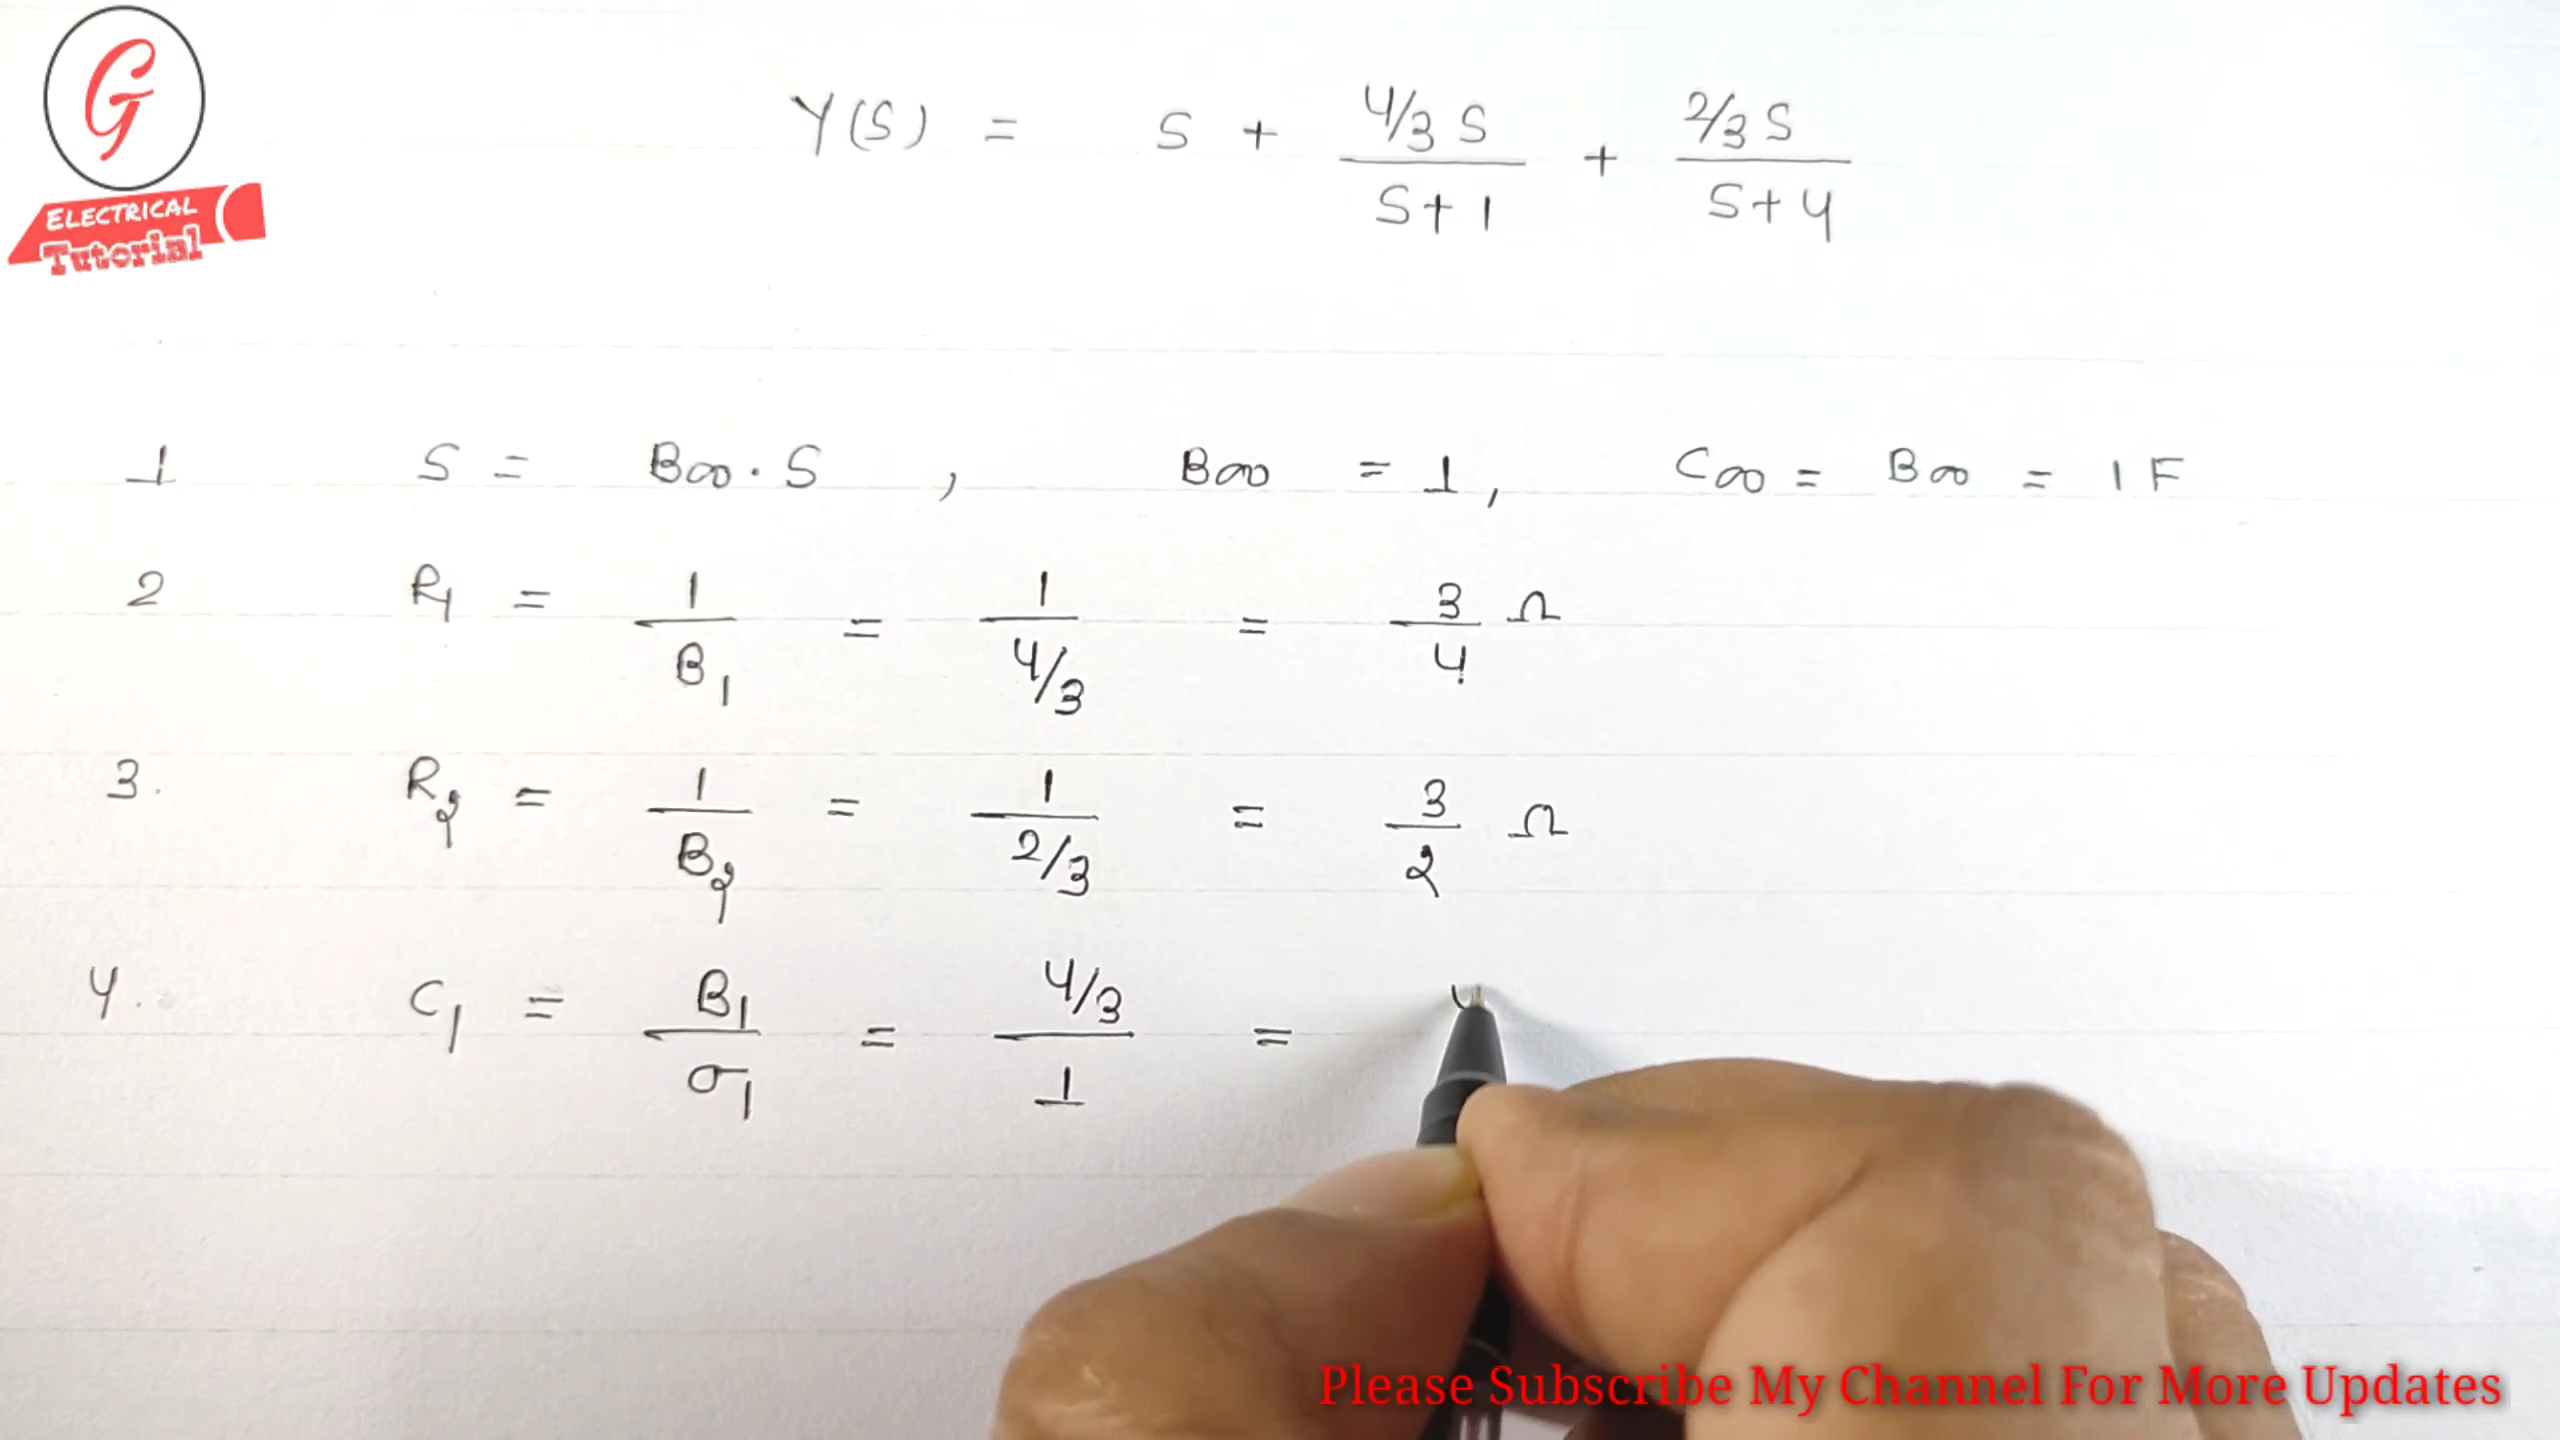 G
ELECTRICAL
Tutorial
Y(S) = S + 4/3 S / S+1 + 2/3 S / S+4
1 S = B∞ . S , B∞ = 1, C∞ = B∞ = 1 F
2 R1 = 1 / B1 = 1 / 4/3 = 3/4 Ω
3. R2 = 1 / B2 = 1 / 2/3 = 3/2 Ω
4. C1 = B1 / σ1 = 4/3 / 1 =
Please Subscribe My Channel For More Updates